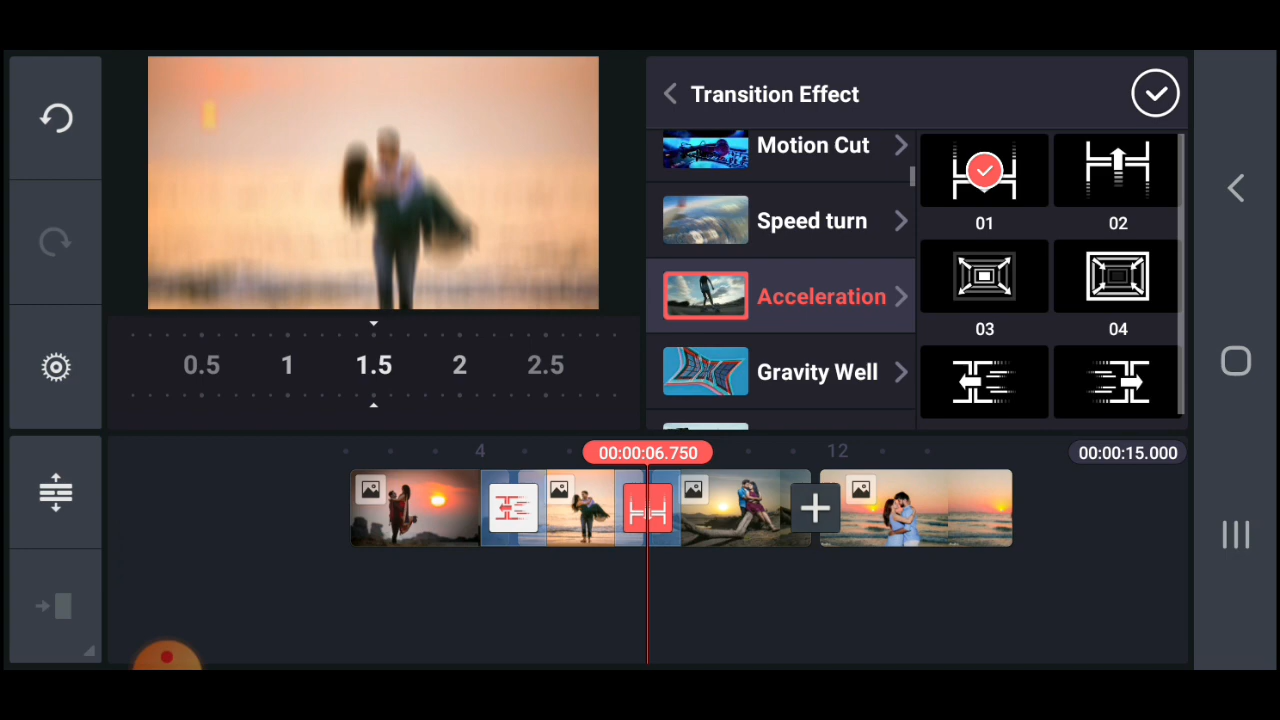 Transition Effect
Motion Cut
Speed turn
Acceleration
Gravity Well
01
02
03
04
0.5 1 1.5 2 2.5
4 00:00:06.750 12 00:00:15.000